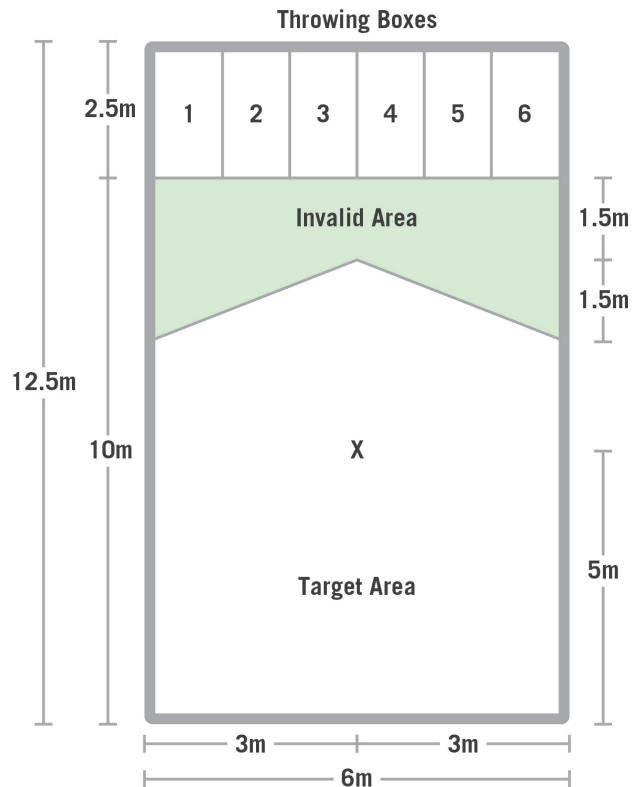 Throwing Boxes
2.5m
1 2 3 4 5 6
Invalid Area
1.5m
1.5m
12.5m
10m
X
5m
Target Area
3m 3m
6m